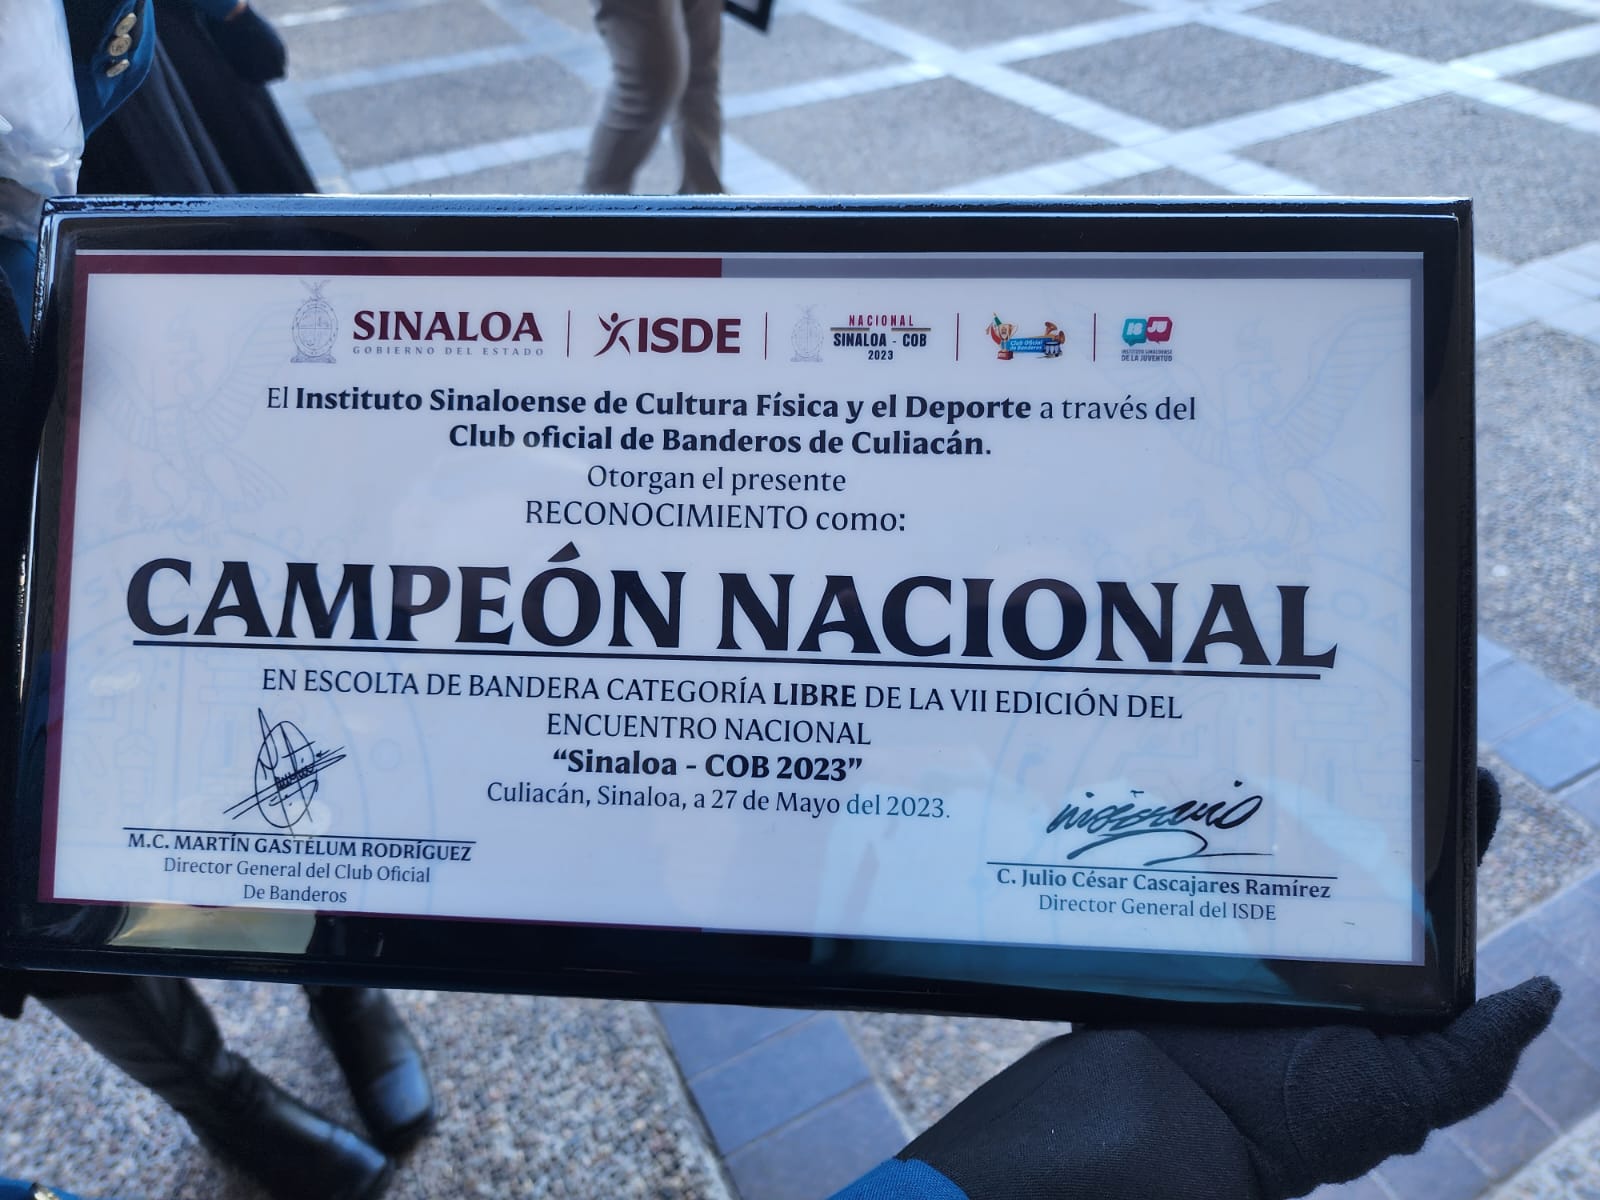 SINALOA
GOBIERNO DEL ESTADO
ISDE
NACIONAL
SINALOA - COB
2023
Club Oficial
de Banderos
IS JU
INSTITUTO SINALOENSE
DE LA JUVENTUD
El Instituto Sinaloense de Cultura Física y el Deporte a través del
Club oficial de Banderos de Culiacán.
Otorgan el presente
RECONOCIMIENTO como:
CAMPEÓN NACIONAL
EN ESCOLTA DE BANDERA CATEGORÍA LIBRE DE LA VII EDICIÓN DEL
ENCUENTRO NACIONAL
“Sinaloa - COB 2023”
Culiacán, Sinaloa, a 27 de Mayo del 2023.
M.C. MARTÍN GASTÉLUM RODRÍGUEZ
Director General del Club Oficial
De Banderos
C. Julio César Cascajares Ramírez
Director General del ISDE